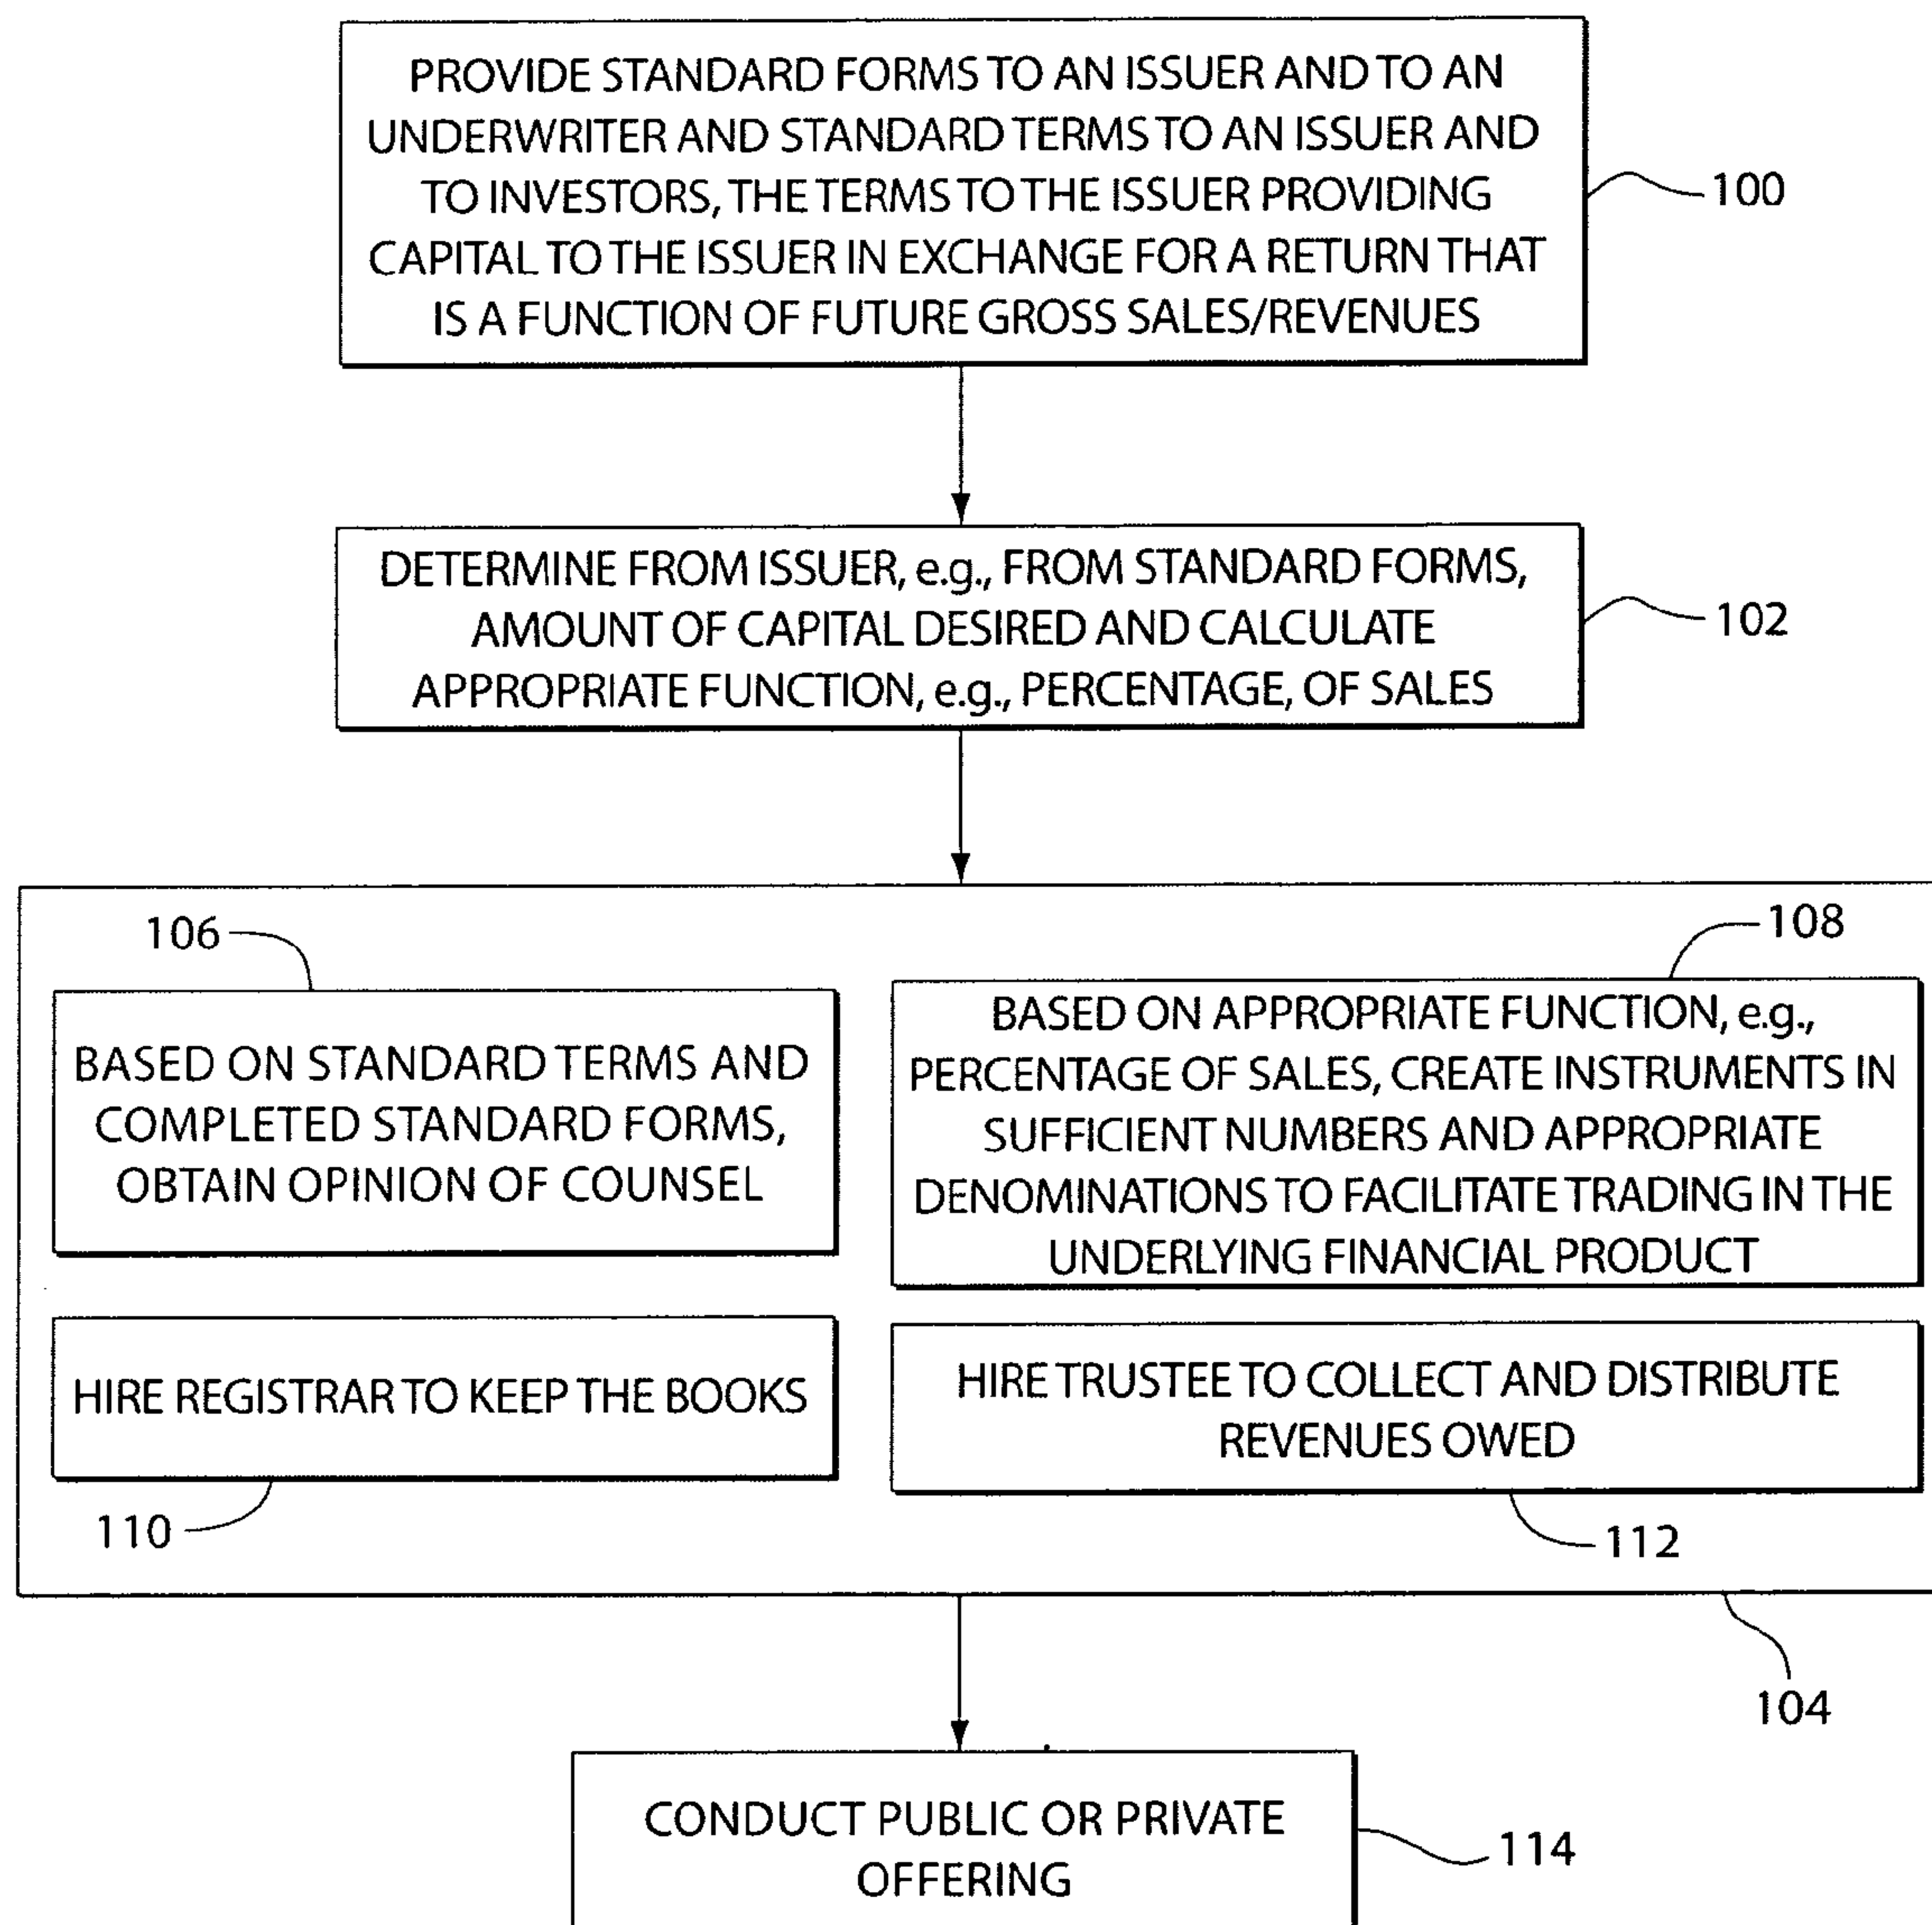 PROVIDE STANDARD FORMS TO AN ISSUER AND TO AN
UNDERWRITER AND STANDARD TERMS TO AN ISSUER AND
TO INVESTORS, THE TERMS TO THE ISSUER PROVIDING
CAPITAL TO THE ISSUER IN EXCHANGE FOR A RETURN THAT
IS A FUNCTION OF FUTURE GROSS SALES/REVENUES
100
DETERMINE FROM ISSUER, e.g., FROM STANDARD FORMS,
AMOUNT OF CAPITAL DESIRED AND CALCULATE
APPROPRIATE FUNCTION, e.g., PERCENTAGE, OF SALES
102
106
BASED ON STANDARD TERMS AND
COMPLETED STANDARD FORMS,
OBTAIN OPINION OF COUNSEL
108
BASED ON APPROPRIATE FUNCTION, e.g.,
PERCENTAGE OF SALES, CREATE INSTRUMENTS IN
SUFFICIENT NUMBERS AND APPROPRIATE
DENOMINATIONS TO FACILITATE TRADING IN THE
UNDERLYING FINANCIAL PRODUCT
HIRE REGISTRAR TO KEEP THE BOOKS
110
HIRE TRUSTEE TO COLLECT AND DISTRIBUTE
REVENUES OWED
112
104
CONDUCT PUBLIC OR PRIVATE
OFFERING
114